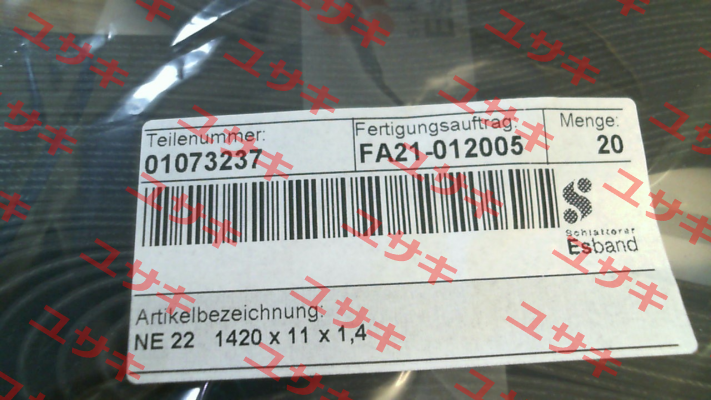 Teilenummer:
01073237
Fertigungsauftrag:
FA21-012005
Menge:
20
Schlatterer
Esband
Artikelbezeichnung:
NE 22 1420 x 11 x 1,4
ユサキ